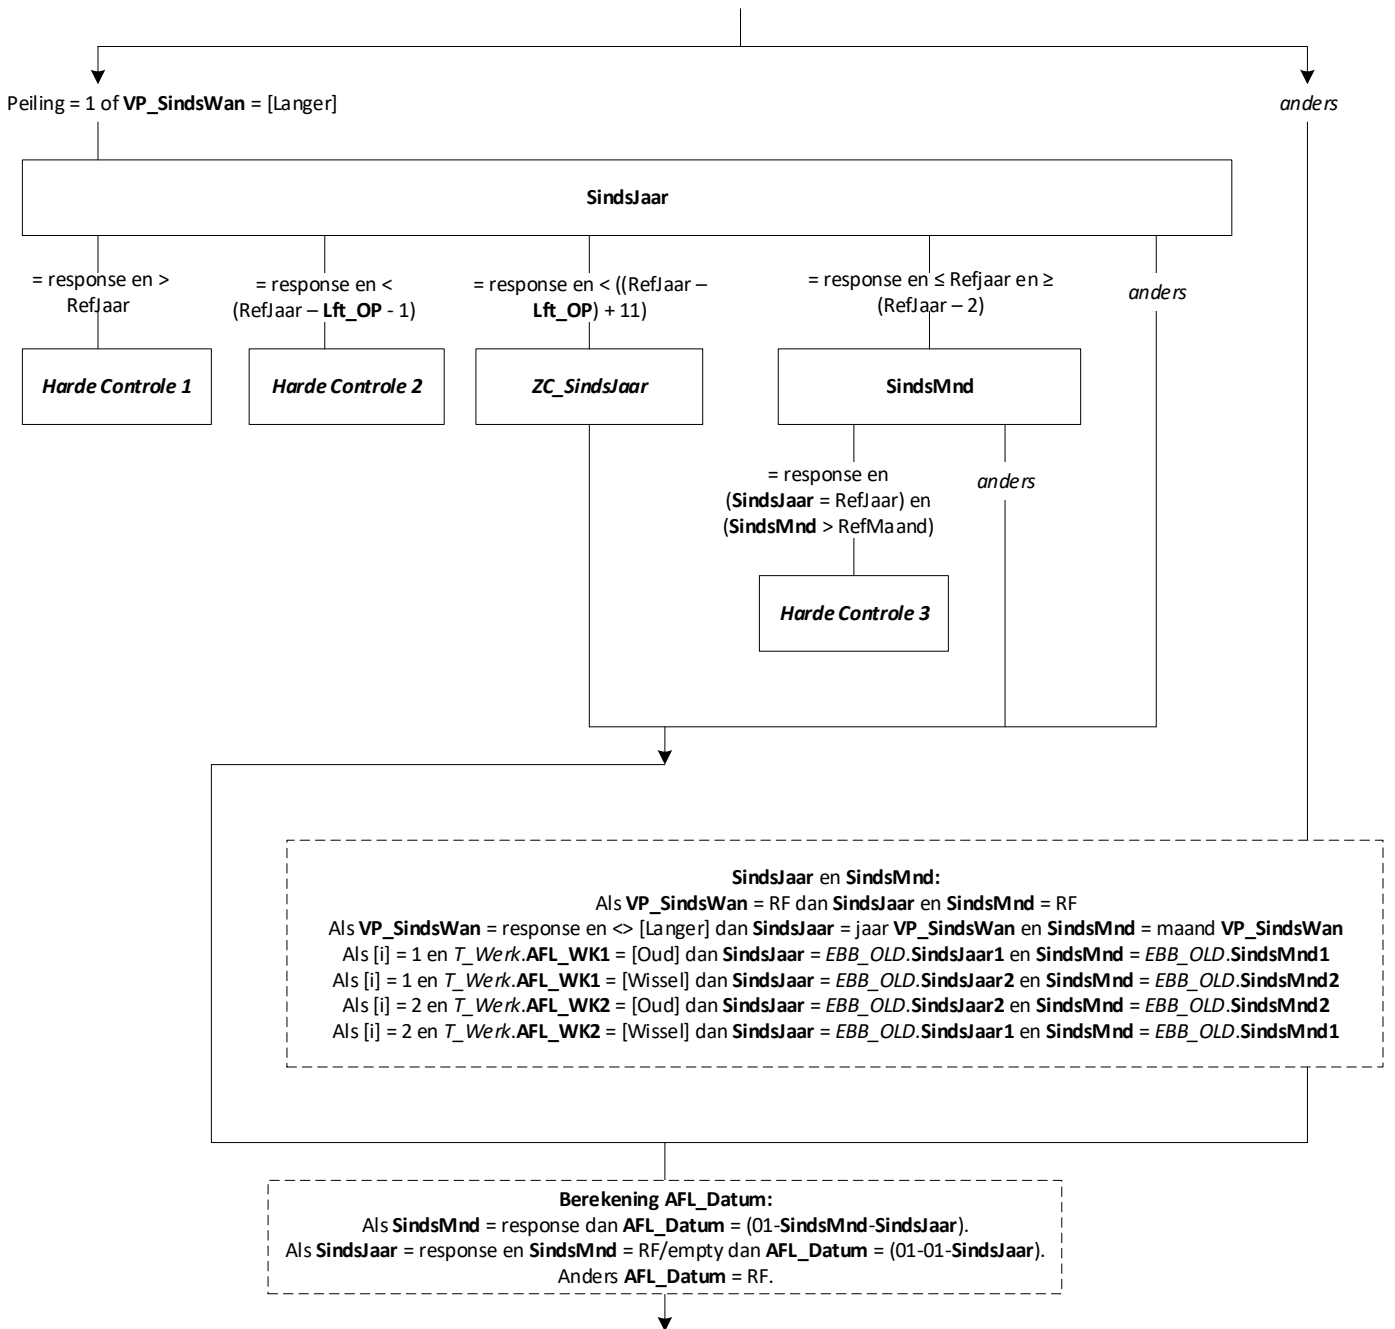 Peiling = 1 of VP_SindsWan = [Langer]
anders
SindsJaar
= response en >
RefJaar
= response en <
(RefJaar – Lft_OP - 1)
= response en < ((RefJaar –
Lft_OP) + 11)
= response en ≤ Refjaar en ≥
(RefJaar – 2)
anders
Harde Controle 1
Harde Controle 2
ZC_SindsJaar
SindsMnd
= response en
(SindsJaar = RefJaar) en
(SindsMnd > RefMaand)
anders
Harde Controle 3
SindsJaar en SindsMnd:
Als VP_SindsWan = RF dan SindsJaar en SindsMnd = RF
Als VP_SindsWan = response en <> [Langer] dan SindsJaar = jaar VP_SindsWan en SindsMnd = maand VP_SindsWan
Als [i] = 1 en T_Werk.AFL_WK1 = [Oud] dan SindsJaar = EBB_OLD.SindsJaar1 en SindsMnd = EBB_OLD.SindsMnd1
Als [i] = 1 en T_Werk.AFL_WK1 = [Wissel] dan SindsJaar = EBB_OLD.SindsJaar2 en SindsMnd = EBB_OLD.SindsMnd2
Als [i] = 2 en T_Werk.AFL_WK2 = [Oud] dan SindsJaar = EBB_OLD.SindsJaar2 en SindsMnd = EBB_OLD.SindsMnd2
Als [i] = 2 en T_Werk.AFL_WK2 = [Wissel] dan SindsJaar = EBB_OLD.SindsJaar1 en SindsMnd = EBB_OLD.SindsMnd1
Berekening AFL_Datum:
Als SindsMnd = response dan AFL_Datum = (01-SindsMnd-SindsJaar).
Als SindsJaar = response en SindsMnd = RF/empty dan AFL_Datum = (01-01-SindsJaar).
Anders AFL_Datum = RF.